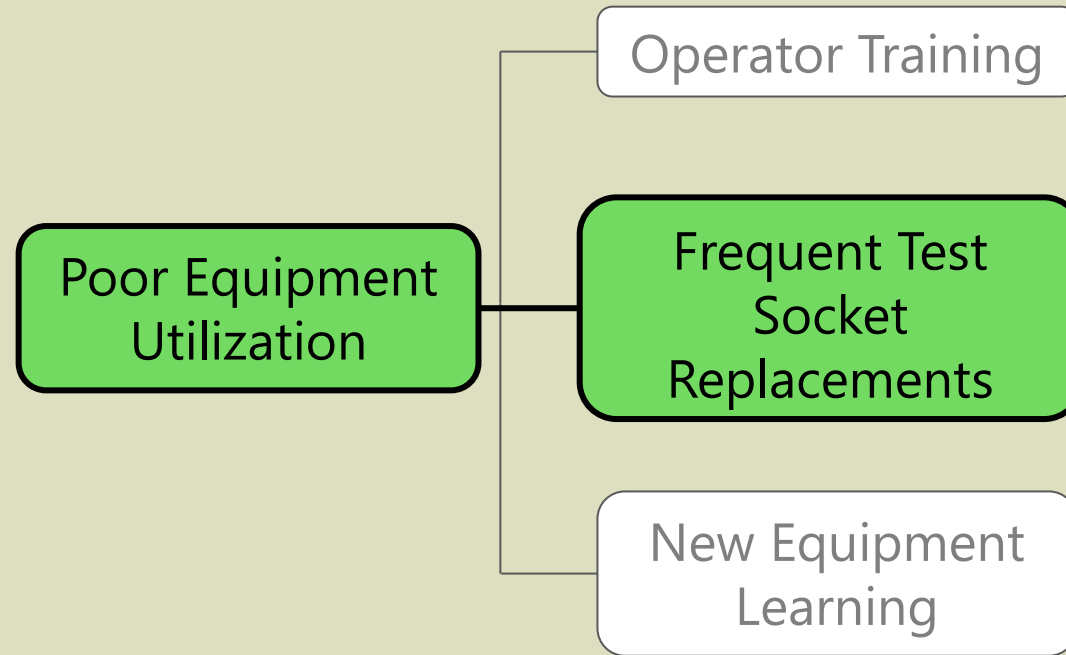 Operator Training
Poor Equipment
Utilization
Frequent Test
Socket
Replacements
New Equipment
Learning